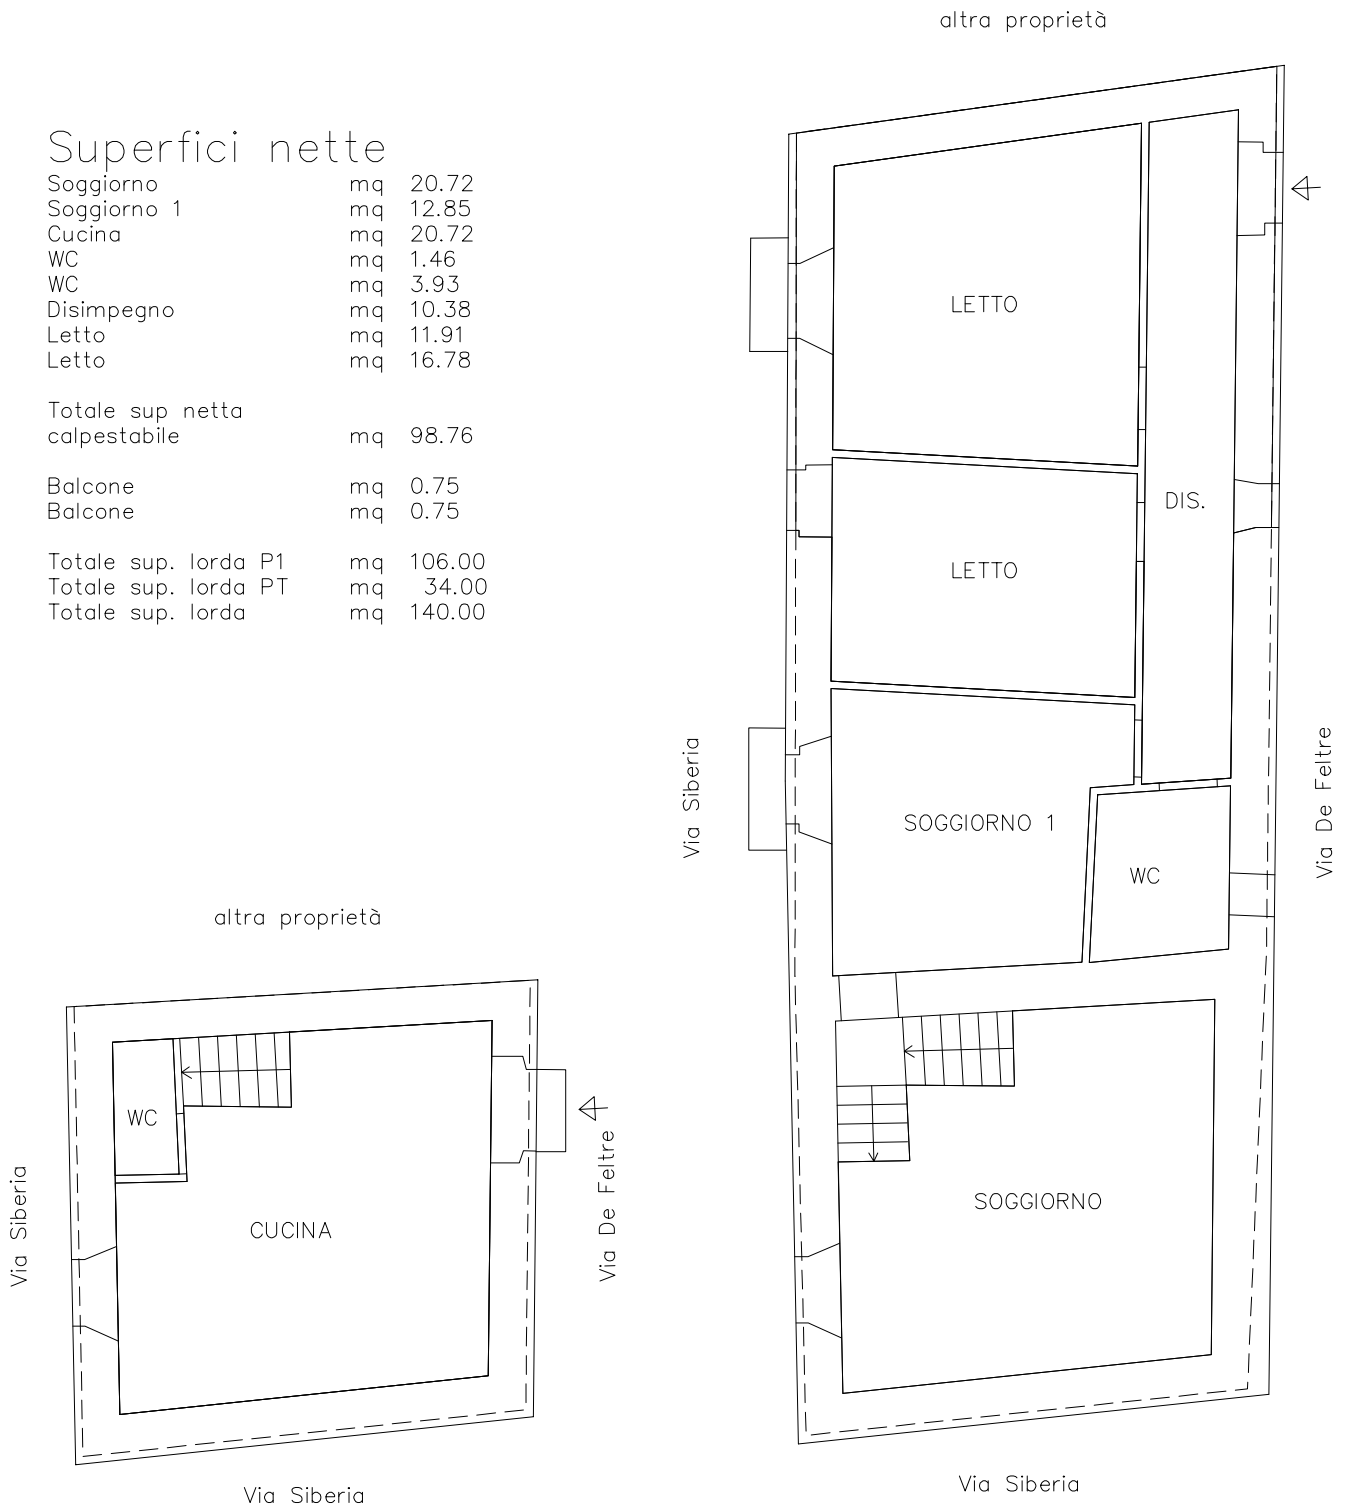 altra proprietà
Superfici nette
Soggiorno mq 20.72
Soggiorno 1 mq 12.85
Cucina mq 20.72
WC mq 1.46
WC mq 3.93
Disimpegno mq 10.38
Letto mq 11.91
Letto mq 16.78
Totale sup netta
calpestabile mq 98.76
Balcone mq 0.75
Balcone mq 0.75
Totale sup. lorda P1 mq 106.00
Totale sup. lorda PT mq 34.00
Totale sup. lorda mq 140.00
LETTO
DIS.
LETTO
Via Siberia
Via De Feltre
SOGGIORNO 1
WC
SOGGIORNO
Via Siberia
altra proprietà
WC
CUCINA
Via Siberia
Via De Feltre
Via Siberia